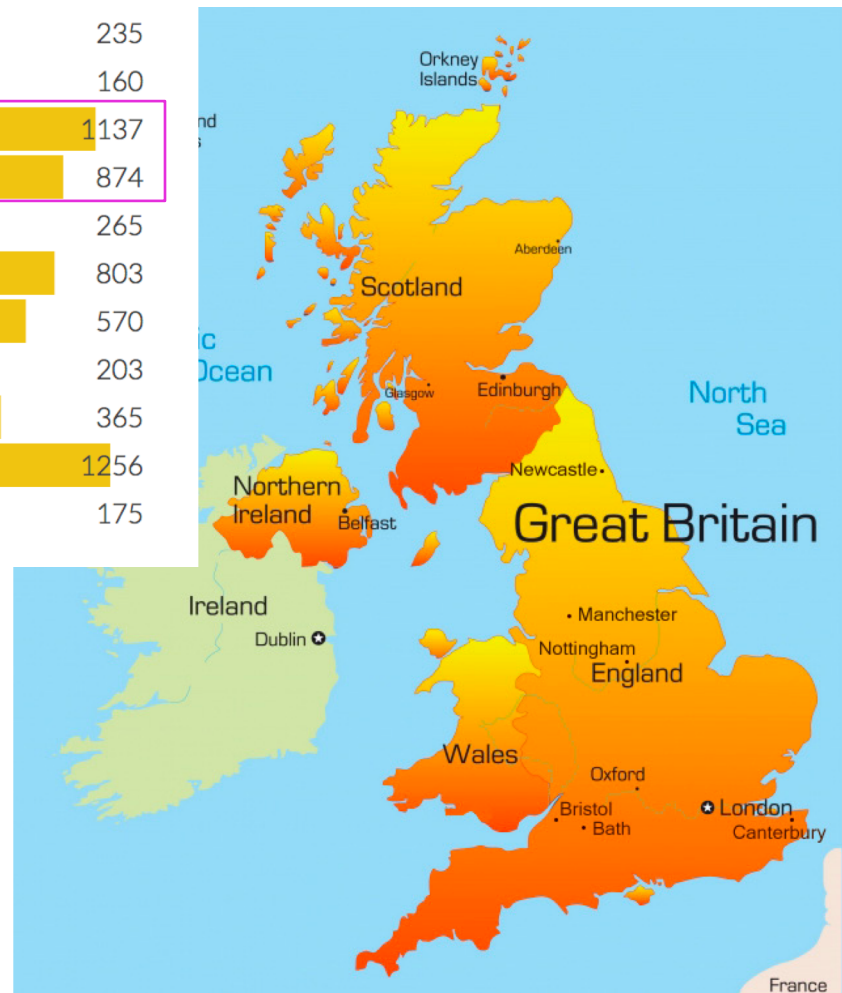 235
160
1137
874
265
803
570
203
365
1256
175
Orkney
Islands
nd
s
Aberdeen
Scotland
ic
Ocean
Glasgow
Edinburgh
North
Sea
Newcastle
Northern
Ireland
Belfast
Great Britain
Ireland
Manchester
Dublin
Nottingham
England
Wales
Oxford
London
Bristol
Bath
Canterbury
France